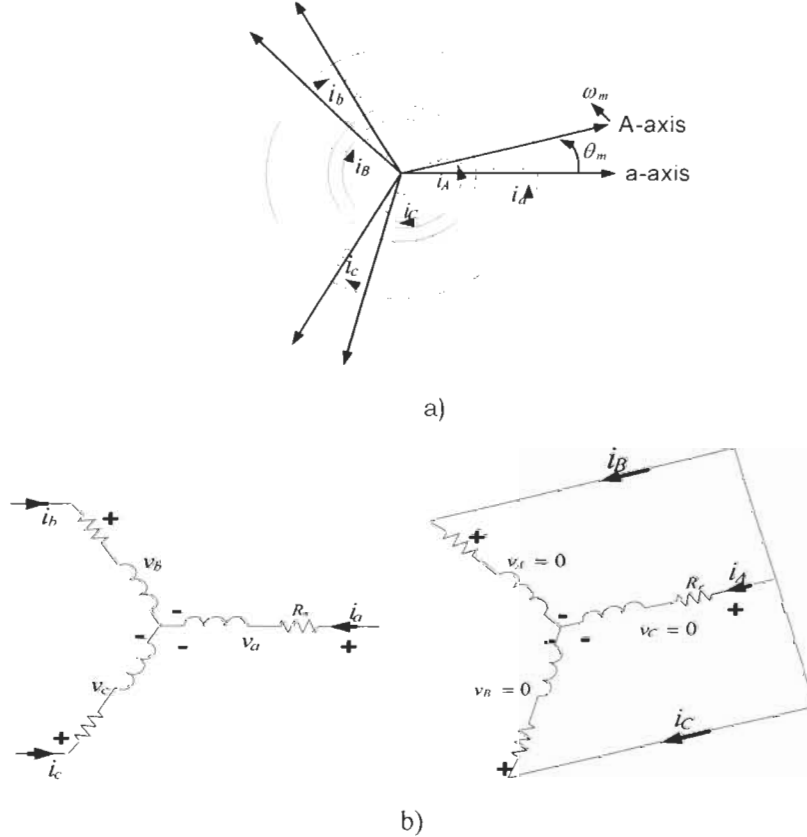 i_b
ω_m
A-axis
i_B
θ_m
i_A
a-axis
i_a
i_C
i_c
a)
i_B
i_b
+
v_B
+
v_A = 0
-
R_s
i_a
-
R_r
i_A
-
-
v_a
+
-
-
+
v_c
v_C = 0
v_B = 0
+
i_c
i_C
+
b)